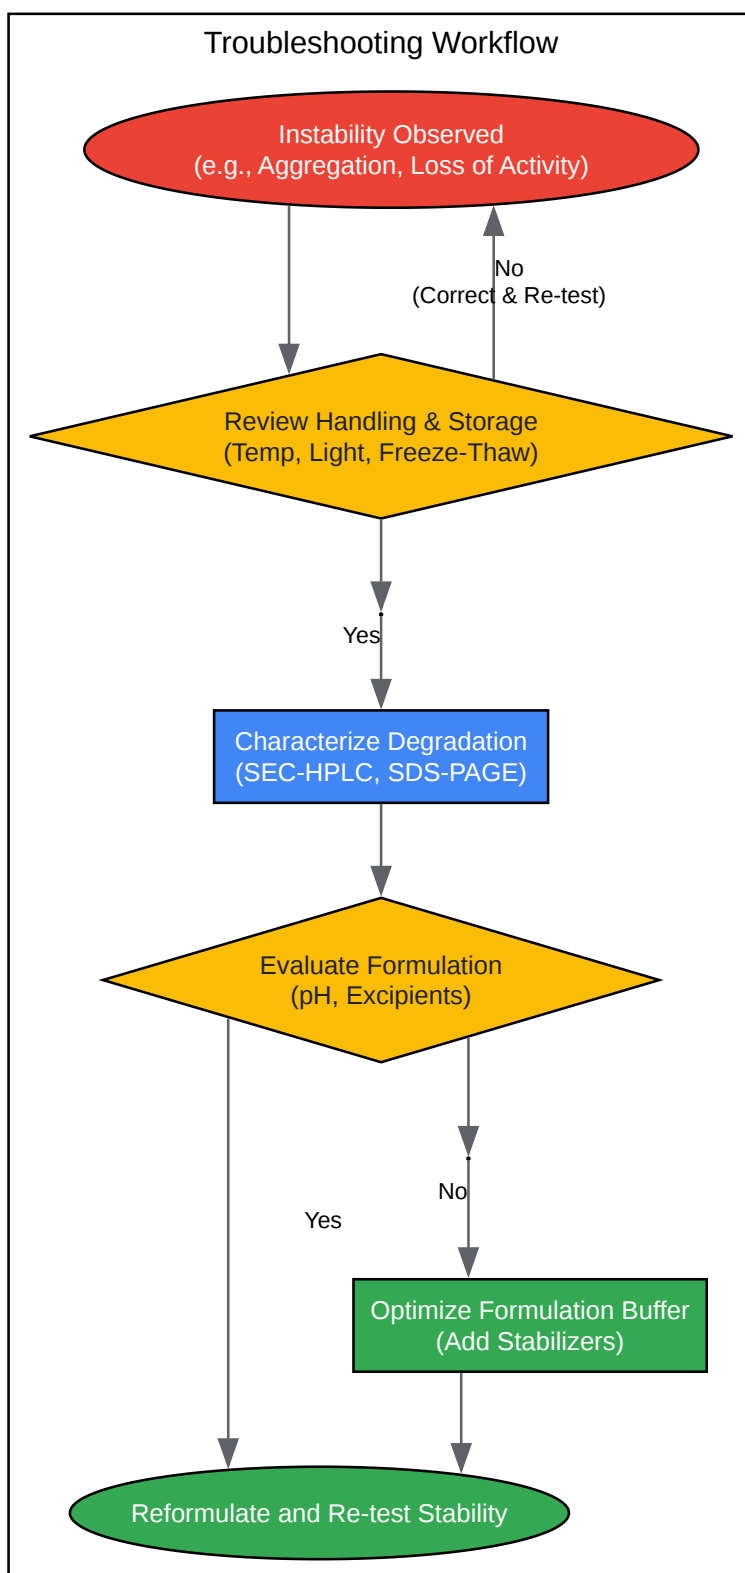 Troubleshooting Workflow
Instability Observed
(e.g., Aggregation, Loss of Activity)
No
(Correct & Re-test)
Review Handling & Storage
(Temp, Light, Freeze-Thaw)
Yes
Characterize Degradation
(SEC-HPLC, SDS-PAGE)
Evaluate Formulation
(pH, Excipients)
No
Yes
Optimize Formulation Buffer
(Add Stabilizers)
Reformulate and Re-test Stability